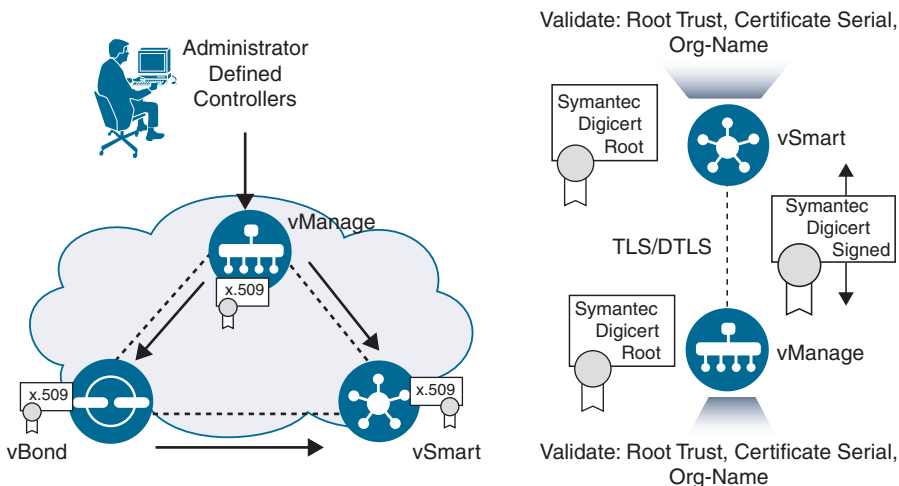 Administrator
Defined
Controllers
vManage
x.509
x.509
vBond
x.509
vSmart
Validate: Root Trust, Certificate Serial,
Org-Name
Symantec
Digicert
Root
vSmart
Symantec
Digicert
Signed
TLS/DTLS
Symantec
Digicert
Root
vManage
Validate: Root Trust, Certificate Serial,
Org-Name